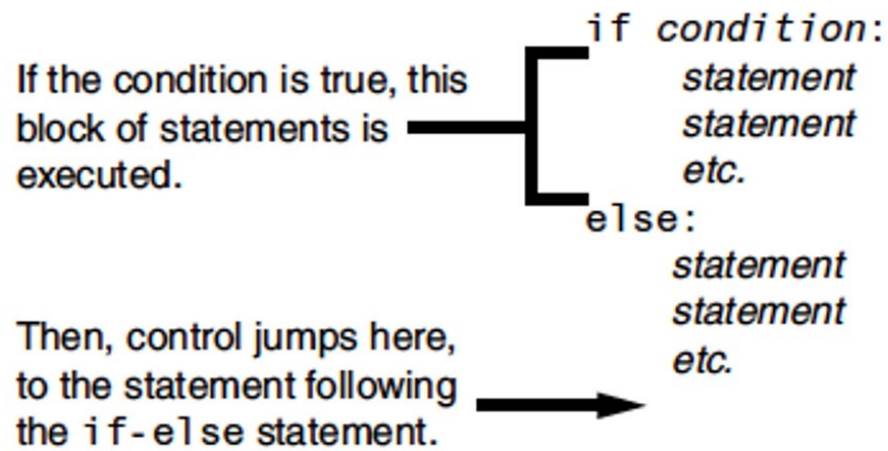 If the condition is true, this
block of statements is
executed.
if condition:
statement
statement
etc.
else:
statement
statement
etc.
Then, control jumps here,
to the statement following
the if-else statement.